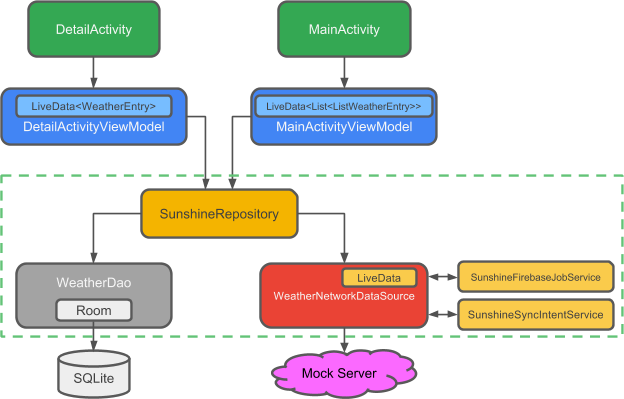 DetailActivity
MainActivity
LiveData<WeatherEntry>
DetailActivityViewModel
LiveData<List<ListWeatherEntry>>
MainActivityViewModel
SunshineRepository
WeatherDao
Room
LiveData
WeatherNetworkDataSource
SunshineFirebaseJobService
SunshineSyncIntentService
SQLite
Mock Server